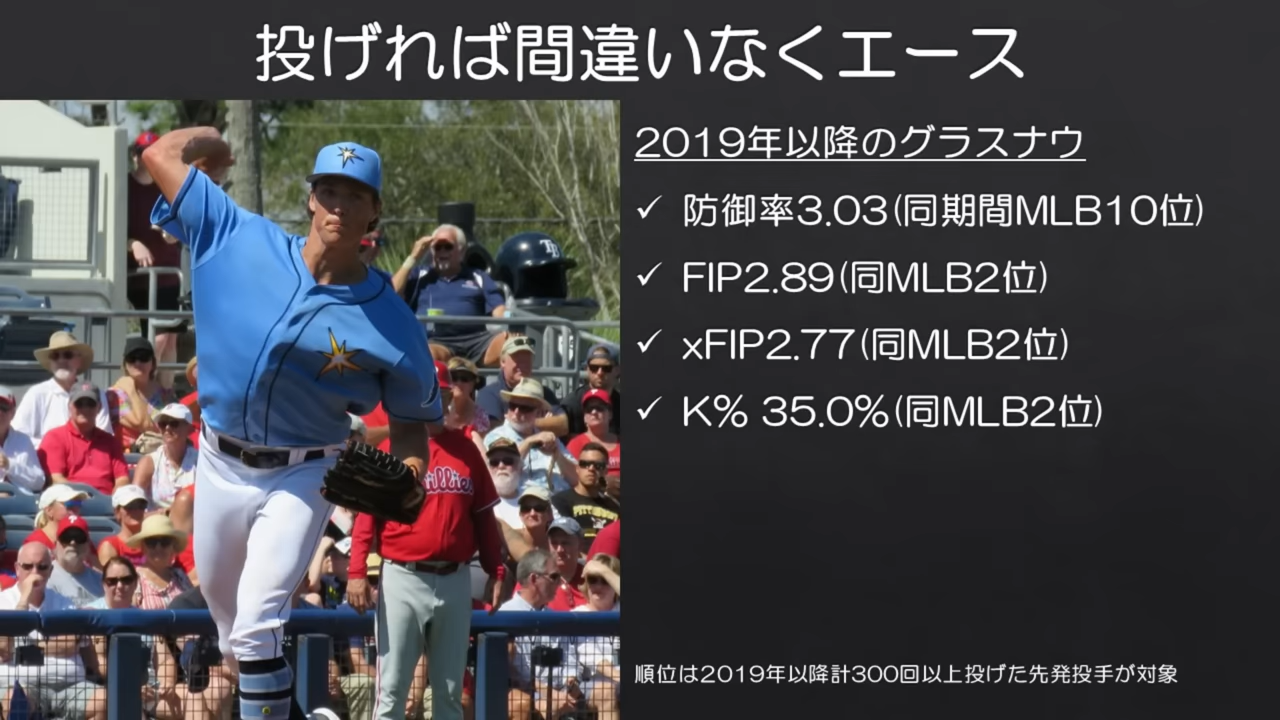 投げれば間違いなくエース
2019年以降のグラスナウ
✓ 防御率3.03(同期間MLB10位)
✓ FIP2.89(同MLB2位)
✓ xFIP2.77(同MLB2位)
✓ K% 35.0%(同MLB2位)
TB
hillies
順位は2019年以降計300回以上投げた先発投手が対象